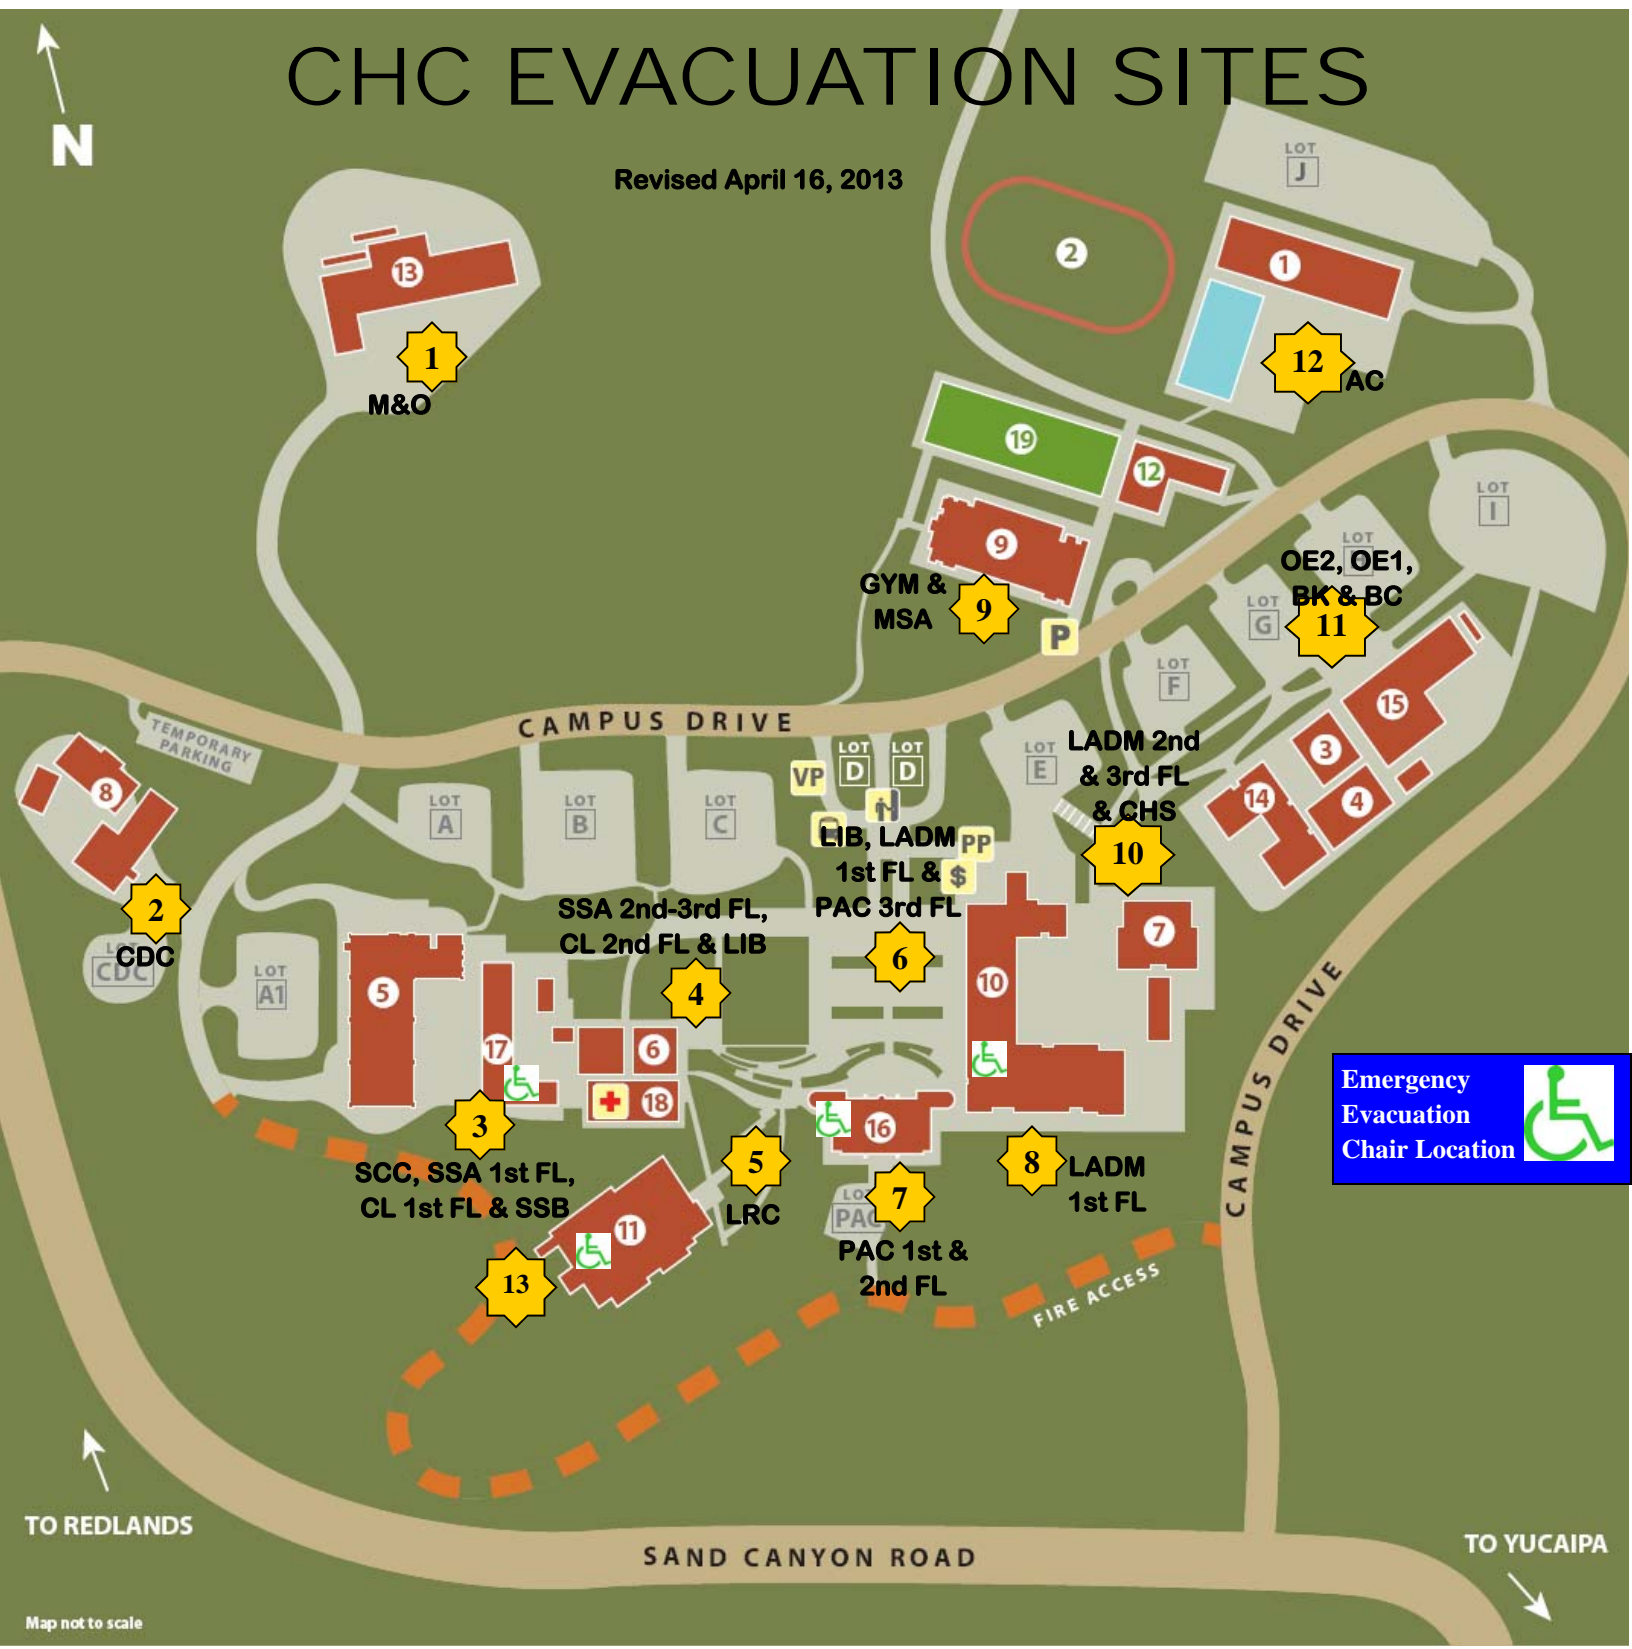 CHC EVACUATION SITES
Revised April 16, 2013
N
LOT
J
2
1
13
1
M&O
12
AC
19
12
9
GYM &
MSA
9
P
LOT
I
LOT
OE2, OE1,
BK & BC
11
LOT
G
LOT
F
15
3
14
4
CAMPUS DRIVE
TEMPORARY
PARKING
8
2
LOT
CDC
CDC
LOT
A
LOT
B
LOT
C
VP
LOT
D
LOT
D
LOT
E
LADM 2nd
& 3rd FL
& CHS
10
LIB, LADM
1st FL &
PAC 3rd FL
PP
$
6
SSA 2nd-3rd FL,
CL 2nd FL & LIB
4
LOT
A1
5
17
6
18
10
7
16
3
SCC, SSA 1st FL,
CL 1st FL & SSB
5
LRC
11
13
LOT
PAC
7
PAC 1st &
2nd FL
8
LADM
1st FL
CAMPUS DRIVE
Emergency
Evacuation
Chair Location
FIRE ACCESS
TO REDLANDS
SAND CANYON ROAD
TO YUCAIPA
Map not to scale